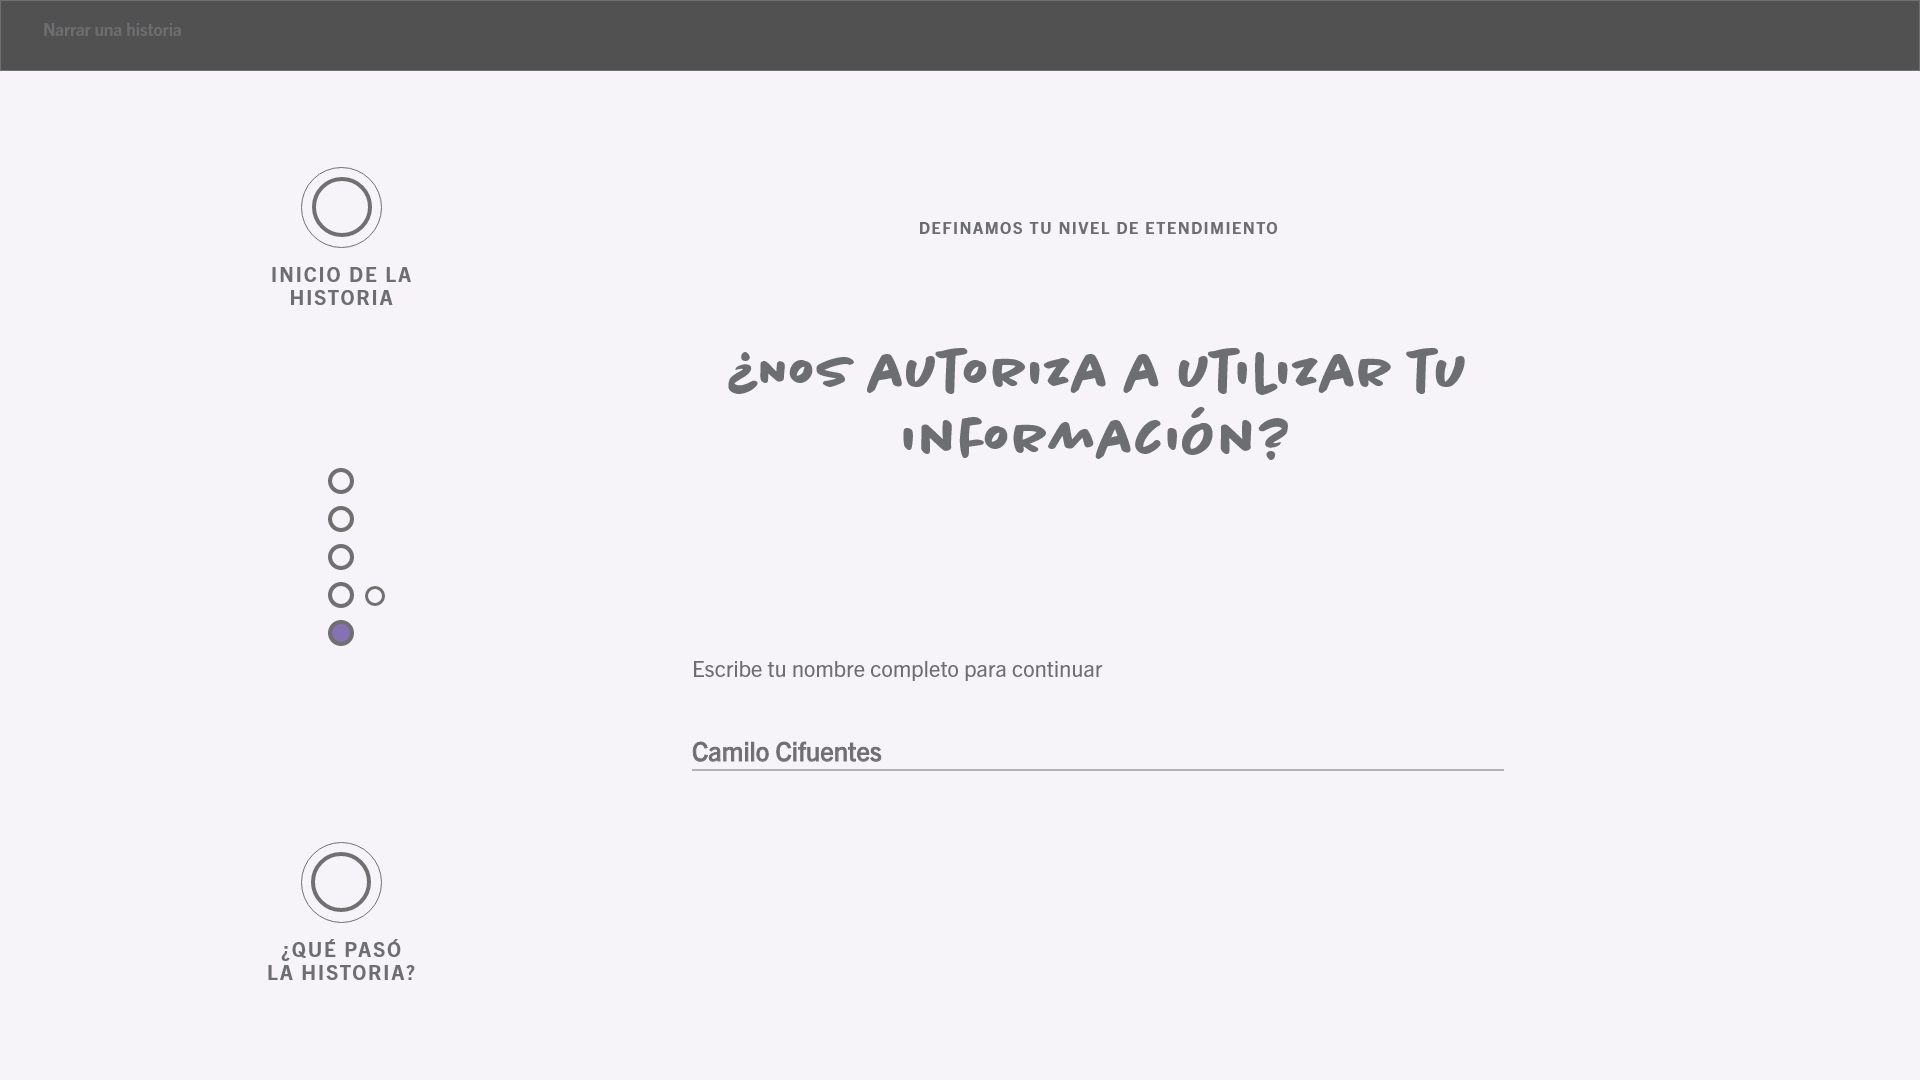 Narrar una historia
INICIO DE LA
HISTORIA
DEFINAMOS TU NIVEL DE ETENDIMIENTO
¿NOS AUTORIZA A UTILIZAR TU
INFORMACIÓN?
Escribe tu nombre completo para continuar
Camilo Cifuentes
¿QUÉ PASÓ
LA HISTORIA?